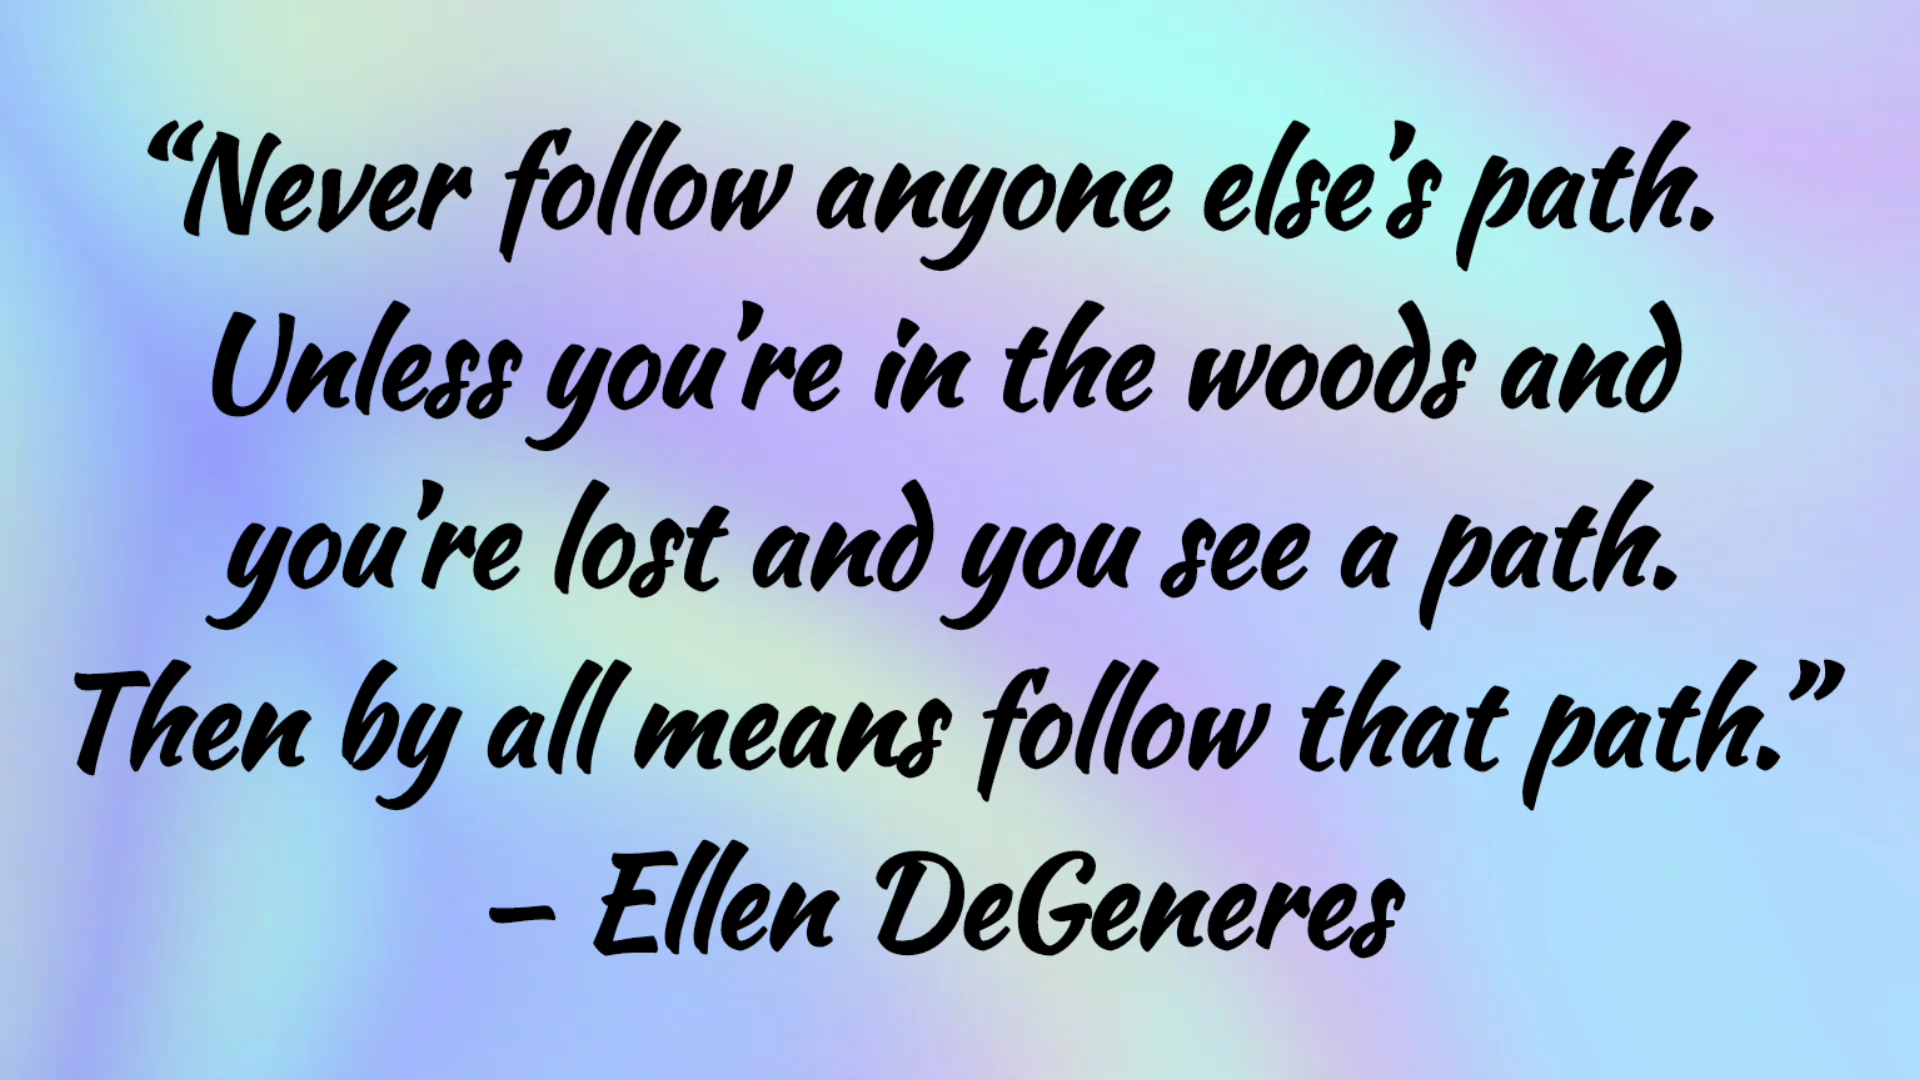 “Never follow anyone else’s path.
Unless you’re in the woods and
you’re lost and you see a path.
Then by all means follow that path.”
– Ellen DeGeneres